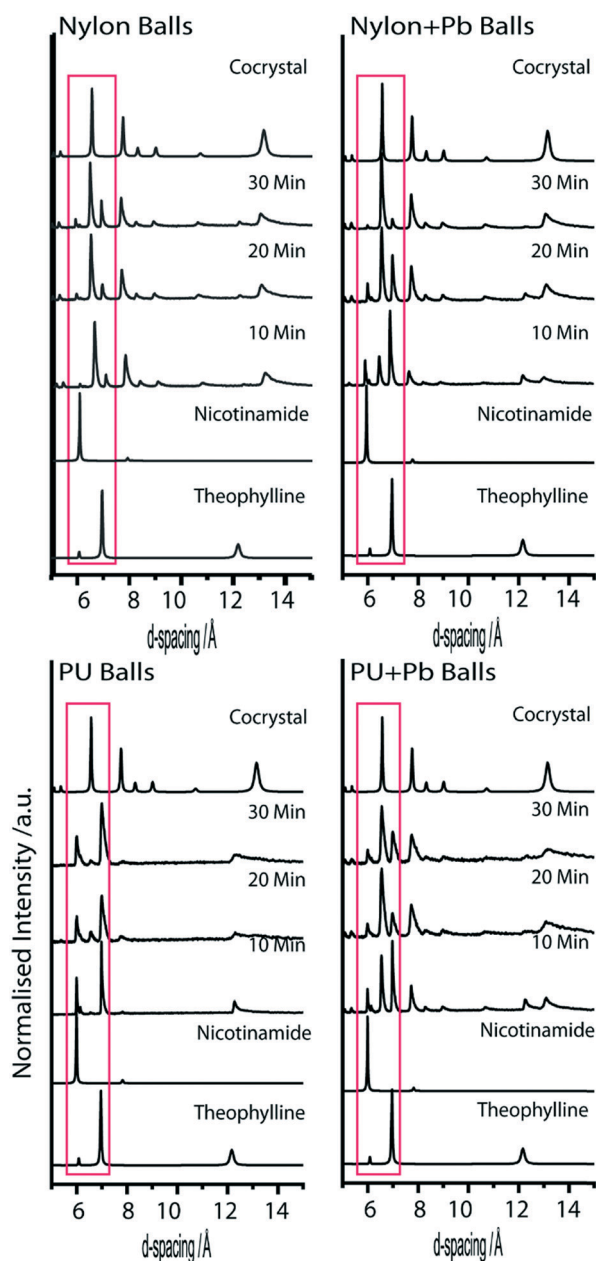 Nylon Balls
Cocrystal
30 Min
20 Min
10 Min
Nicotinamide
Theophylline
6 8 10 12 14
d-spacing /Å
Nylon+Pb Balls
Cocrystal
30 Min
20 Min
10 Min
Nicotinamide
Theophylline
6 8 10 12 14
d-spacing /Å
Normalised Intensity /a.u.
PU Balls
Cocrystal
30 Min
20 Min
10 Min
Nicotinamide
Theophylline
6 8 10 12 14
d-spacing /Å
PU+Pb Balls
Cocrystal
30 Min
20 Min
10 Min
Nicotinamide
Theophylline
6 8 10 12 14
d-spacing /Å